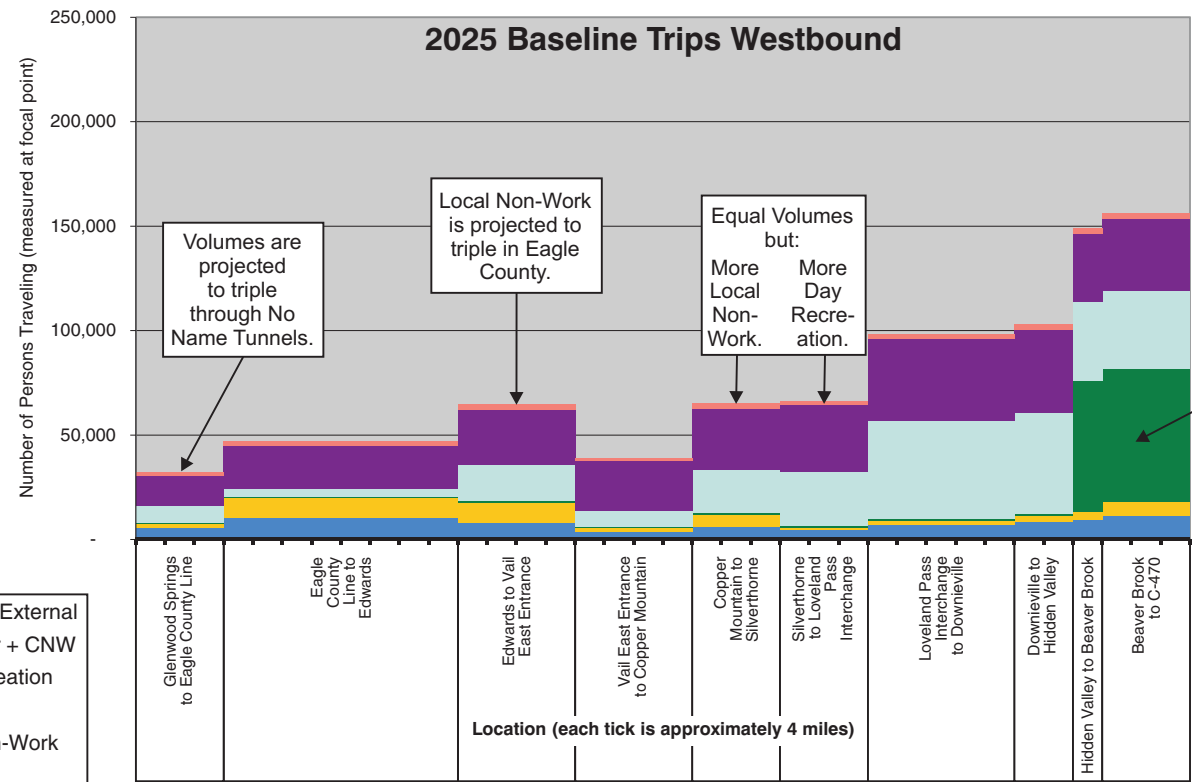 2025 Baseline Trips Westbound
Number of Persons Traveling (measured at focal point)
250,000
200,000
150,000
100,000
50,000
-
Volumes are
projected
to triple
through No
Name Tunnels.
Local Non-Work
is projected to
triple in Eagle
County.
Equal Volumes
but:
More
Local
Non-
Work.
More
Day
Recre-
ation.
Glenwood Springs
to Eagle County Line
Eagle
County
Line to
Edwards
Edwards to Vail
East Entrance
Vail East Entrance
to Copper Mountain
Copper
Mountain to
Silverthorne
Silverthorne
to Loveland
Pass
Interchange
Loveland Pass
Interchange
to Downieville
Downieville to
Hidden Valley
Hidden Valley to Beaver Brook
Beaver Brook
to C-470
Location (each tick is approximately 4 miles)
External
+ CNW
eation
n-Work